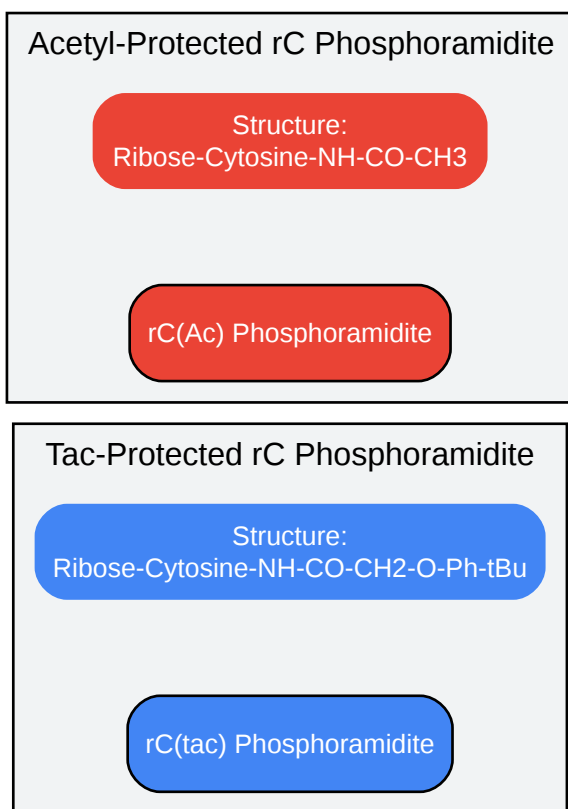 Acetyl-Protected rC Phosphoramidite
Structure:
Ribose-Cytosine-NH-CO-CH3
rC(Ac) Phosphoramidite
Tac-Protected rC Phosphoramidite
Structure:
Ribose-Cytosine-NH-CO-CH2-O-Ph-tBu
rC(tac) Phosphoramidite